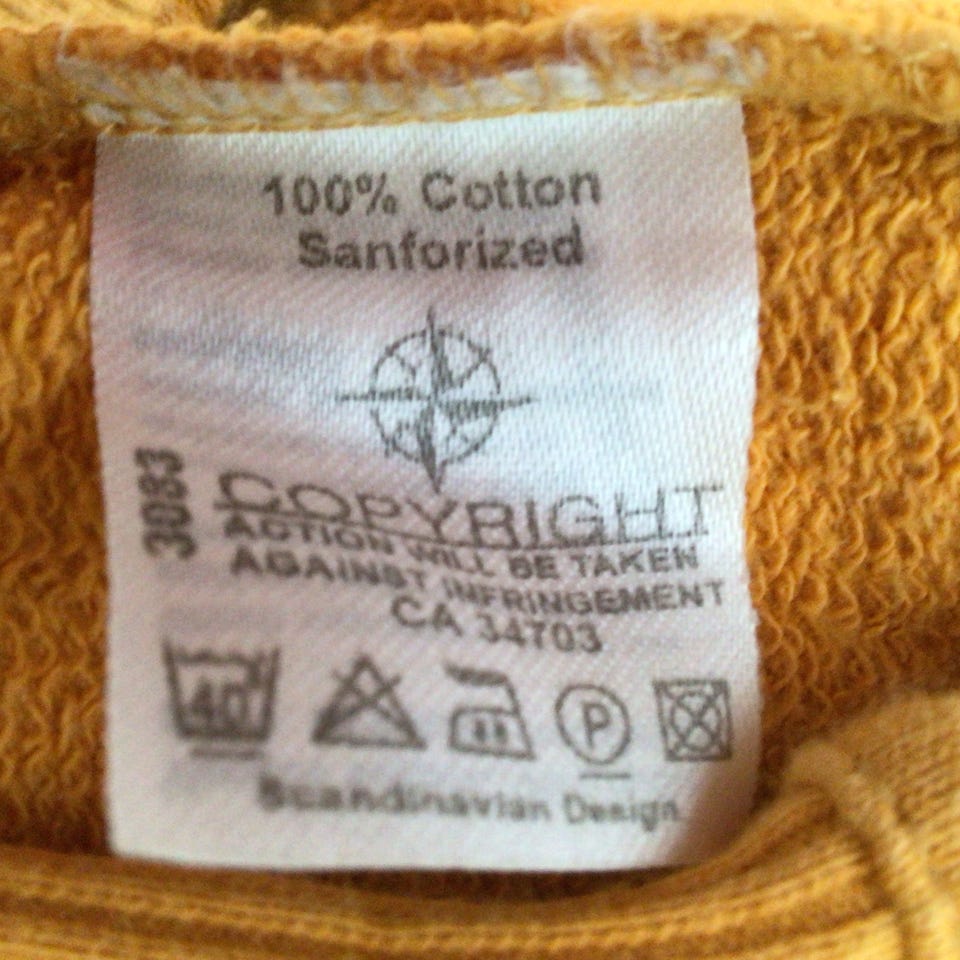 100% Cotton
Sanforized
3083
COPYRIGHT
ACTION WILL BE TAKEN
AGAINST INFRINGEMENT
CA 34703
40
P
Scandinavian Design